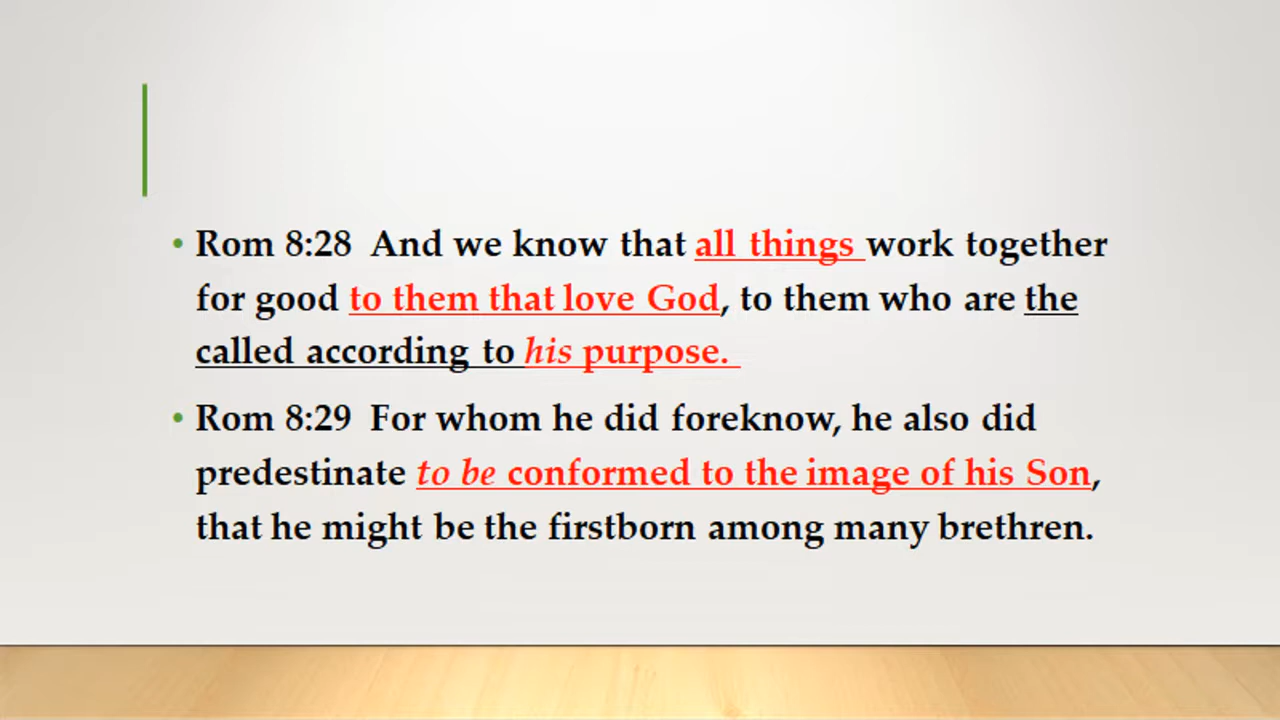 • Rom 8:28  And we know that all things work together
for good to them that love God, to them who are the
called according to his purpose.
• Rom 8:29  For whom he did foreknow, he also did
predestinate to be conformed to the image of his Son,
that he might be the firstborn among many brethren.